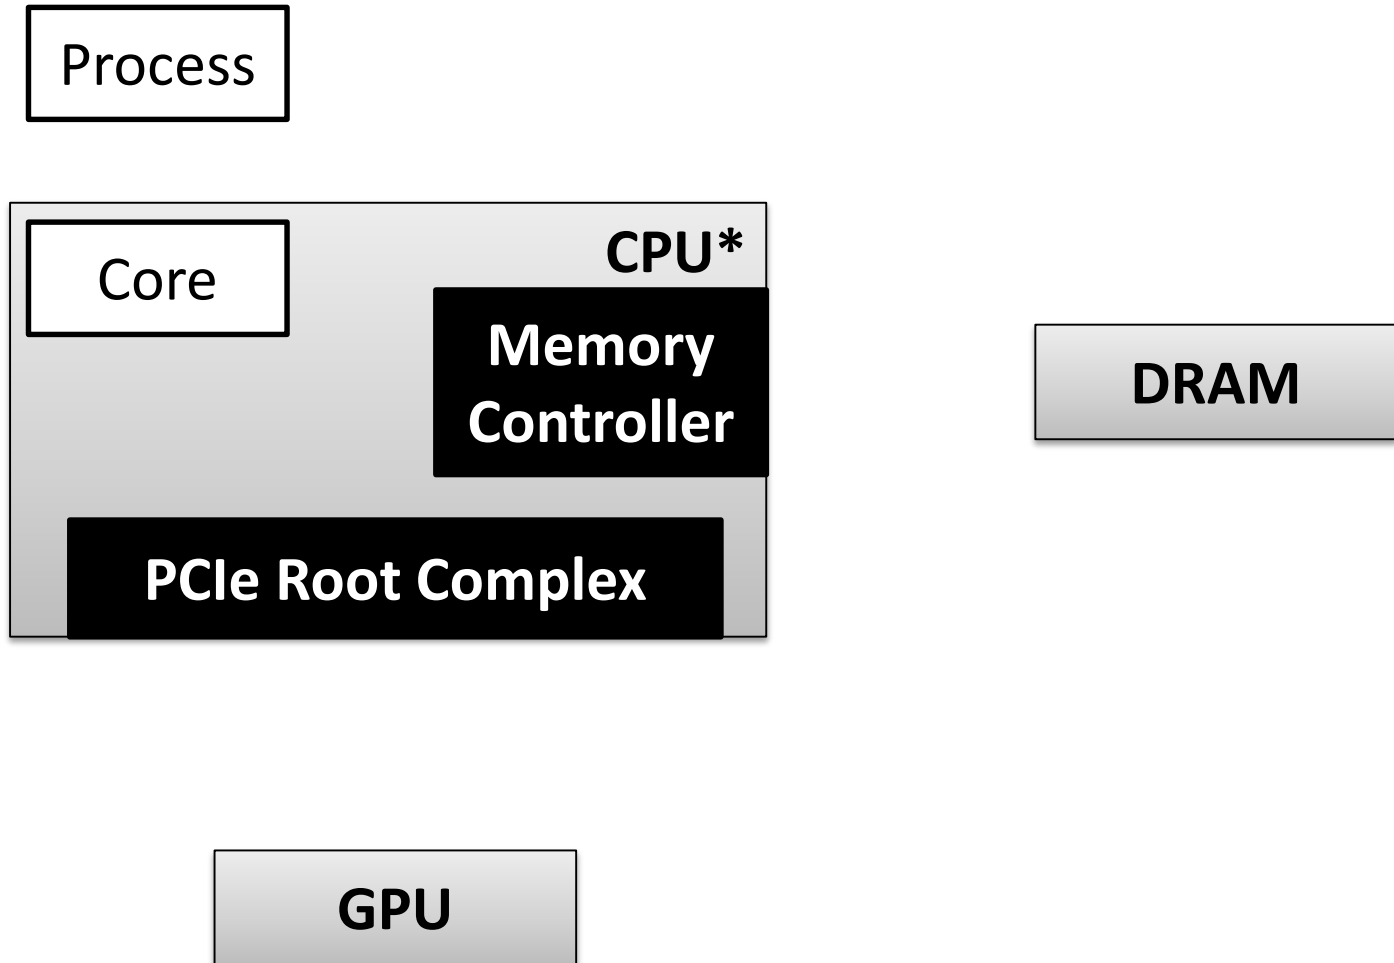 Process
Core
CPU*
Memory
Controller
DRAM
PCIe Root Complex
GPU